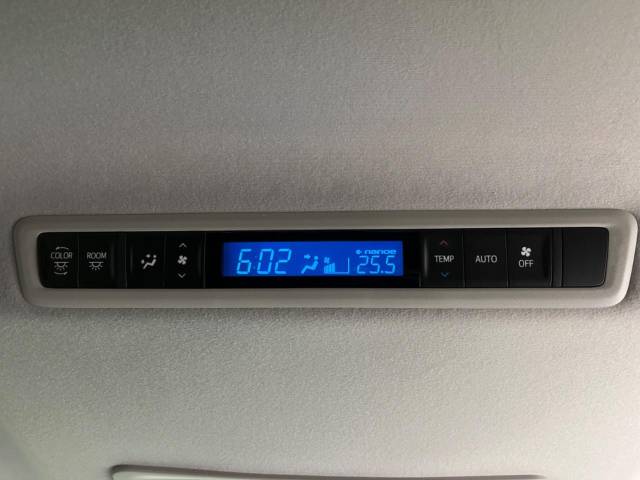 COLOR
ROOM
6:02
nanoe
25.5
TEMP
AUTO
OFF